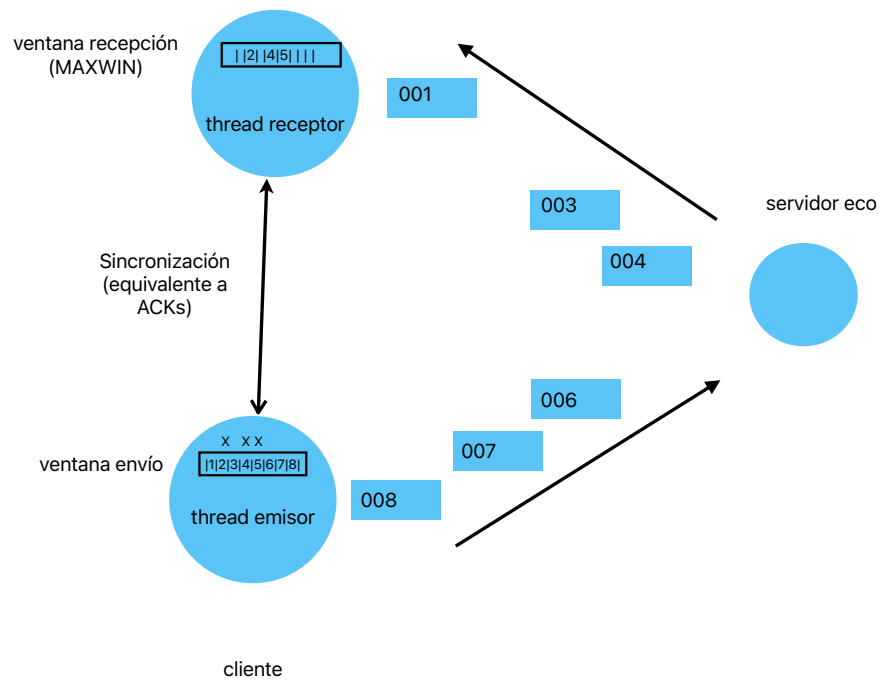 ventana recepción
(MAXWIN)
| |2| |4|5| | | |
thread receptor
001
003
004
servidor eco
Sincronización
(equivalente a
ACKs)
006
007
008
x x x
|1|2|3|4|5|6|7|8|
ventana envío
thread emisor
cliente